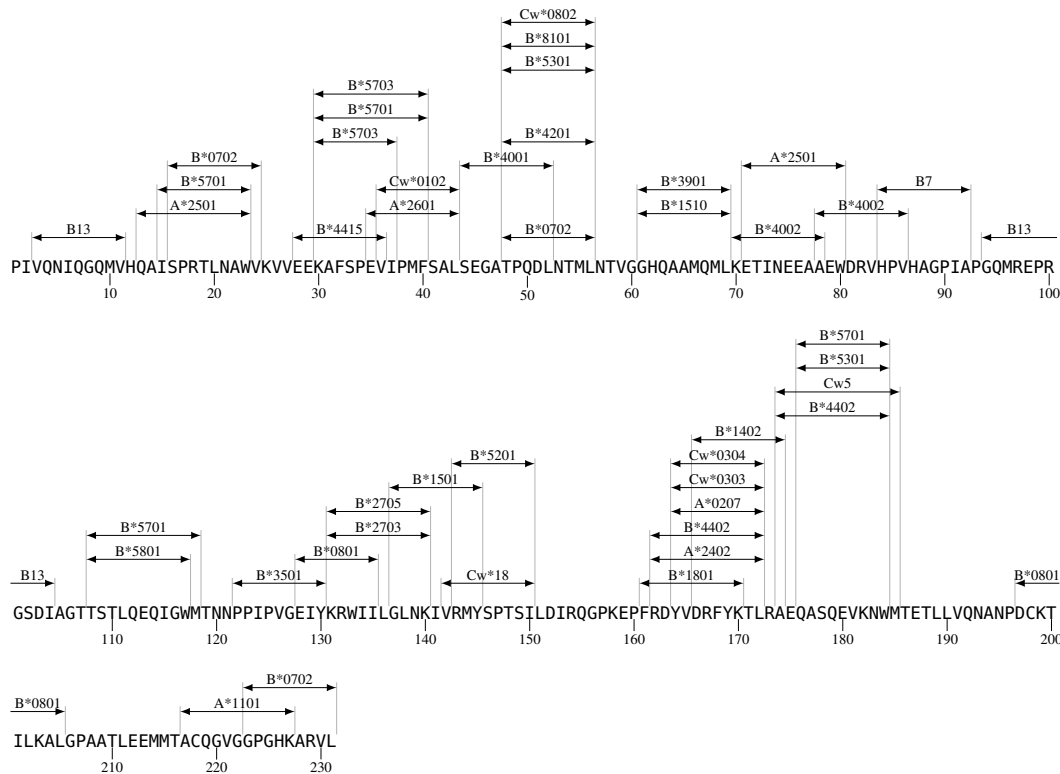 Cw*0802
B*8101
B*5301
B*5703
B*5701
B*5703 B*4201
B*0702 B*4001 A*2501
B*5701 Cw*0102 B*3901 B7
A*2501 A*2601 B*1510 B*4002
B13 B*4415 B*0702 B*4002 B13
PIVQNIQGQMVHQAISPRTLNAWVKVVEEKAFSPEVIPMFSALSEGATPQDLNTMLNTVGGHQAAMQMLKETINEEAAEWDRVHPVHAGPIAPGQMREPR
10 20 30 40 50 60 70 80 90 100
B*5701
B*5301
Cw5
B*4402
B*1402
B*5201 Cw*0304
B*1501 Cw*0303
B*2705 A*0207
B*5701 B*2703 B*4402
B*5801 B*0801 A*2402
B13 B*3501 Cw*18 B*1801 B*0801
GSDIAGTTSTLQEQIGWMTNNPPIPVGEIYKRWIILGLNKIVRMYSPTSILDIRQGPKEPFRDYVDRFYKTLRAEQASQEVKNWMTETLLVQNANPDCKT
110 120 130 140 150 160 170 180 190 200
B*0702
B*0801 A*1101
ILKALGPAATLEEMMTACQGVGGPGHKARVL
210 220 230